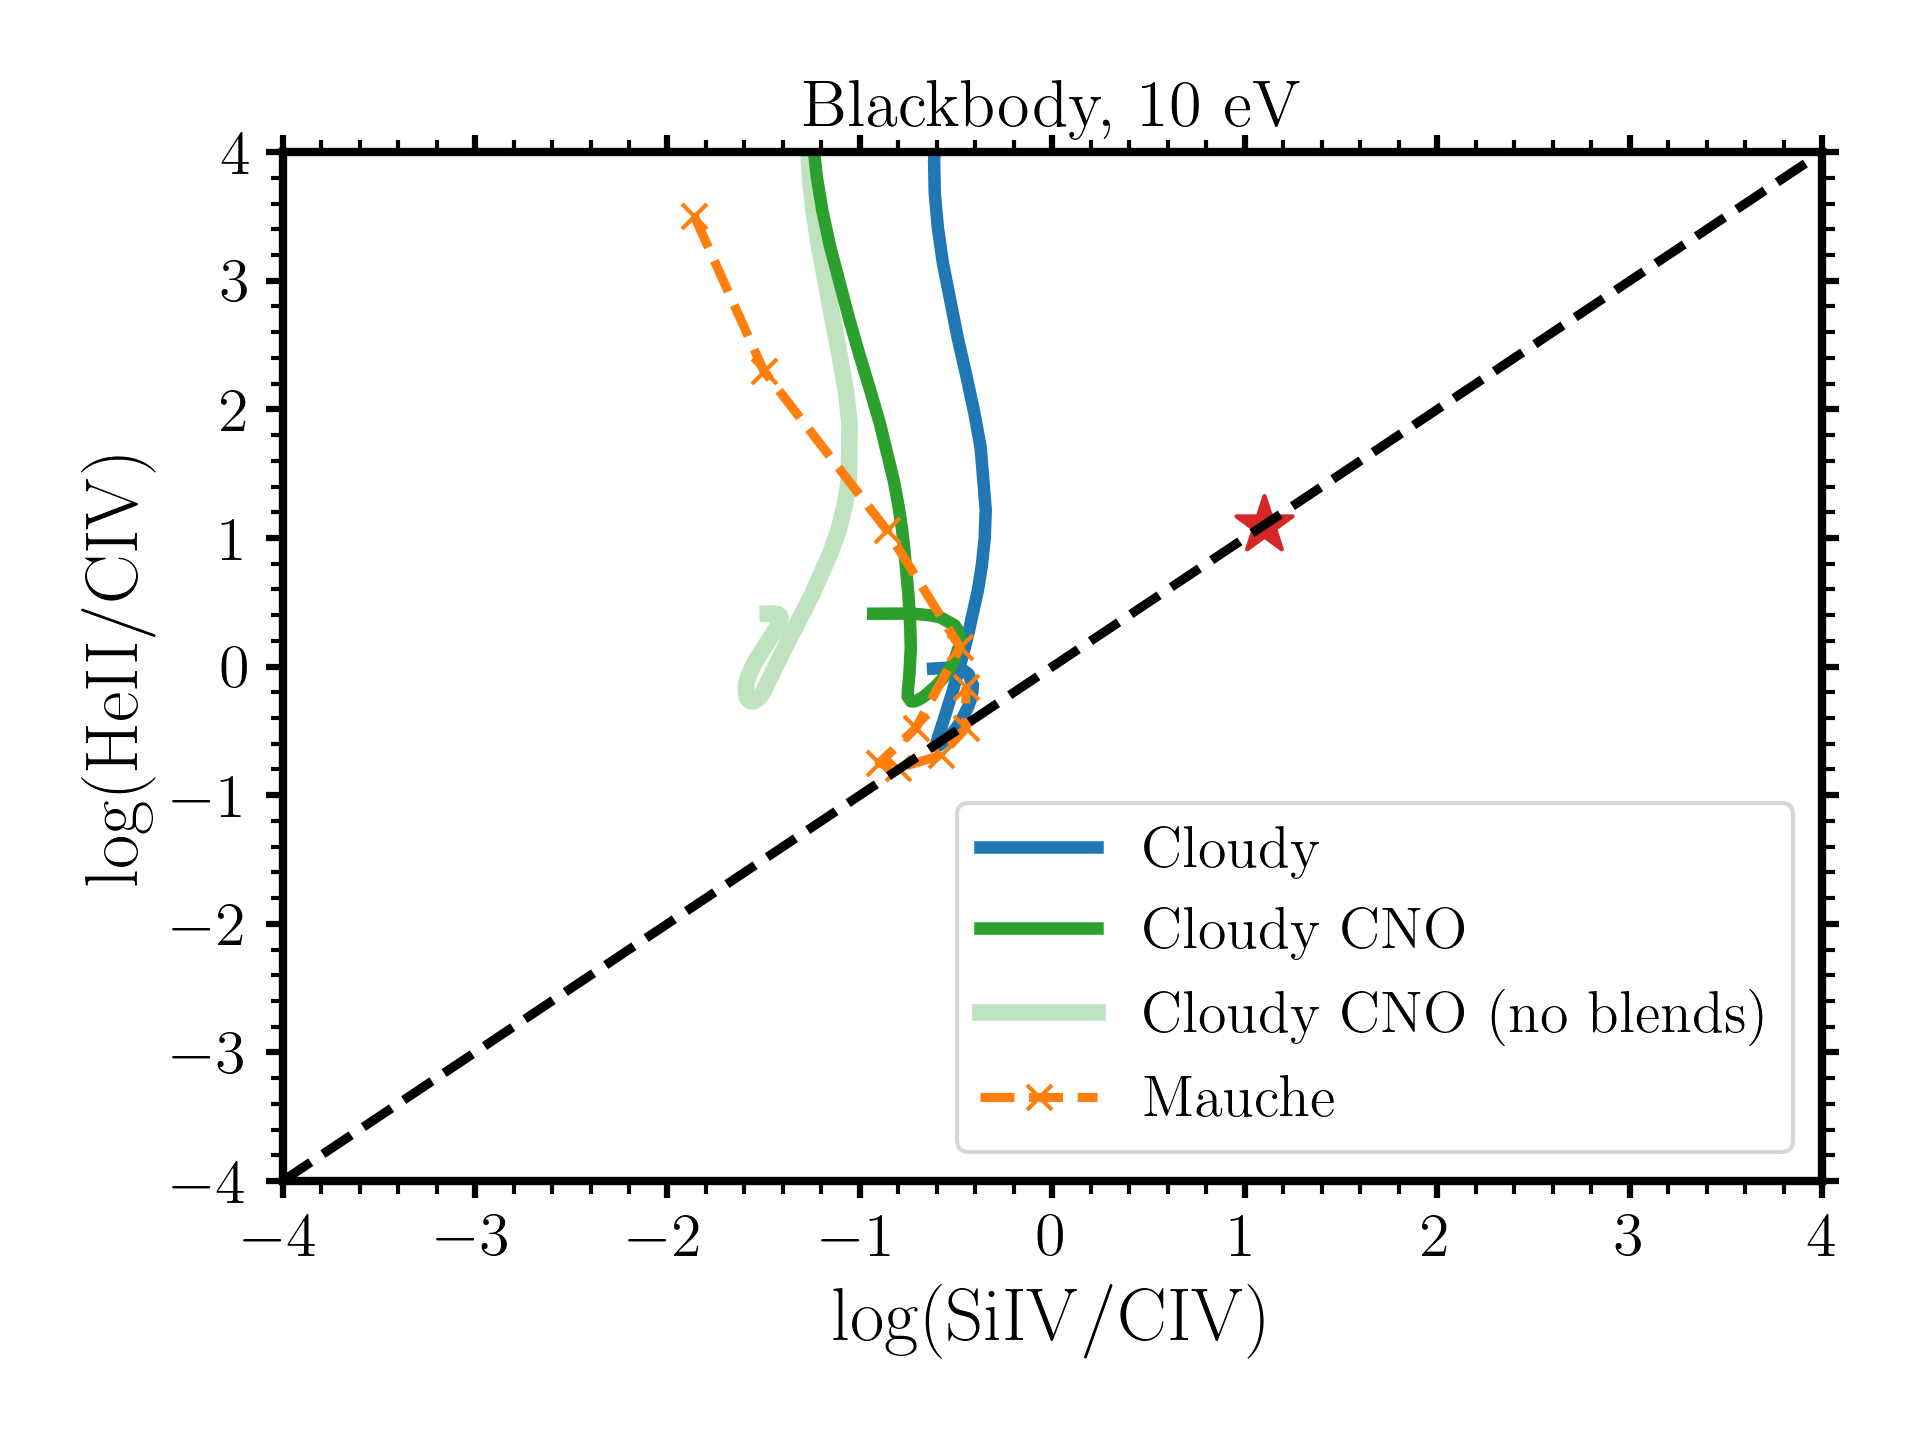 Blackbody, 10 eV
4
3
2
1
0
−1
−2
−3
−4
log(HeII/CIV)
Cloudy
Cloudy CNO
Cloudy CNO (no blends)
Mauche
−4 −3 −2 −1 0 1 2 3 4
log(SiIV/CIV)